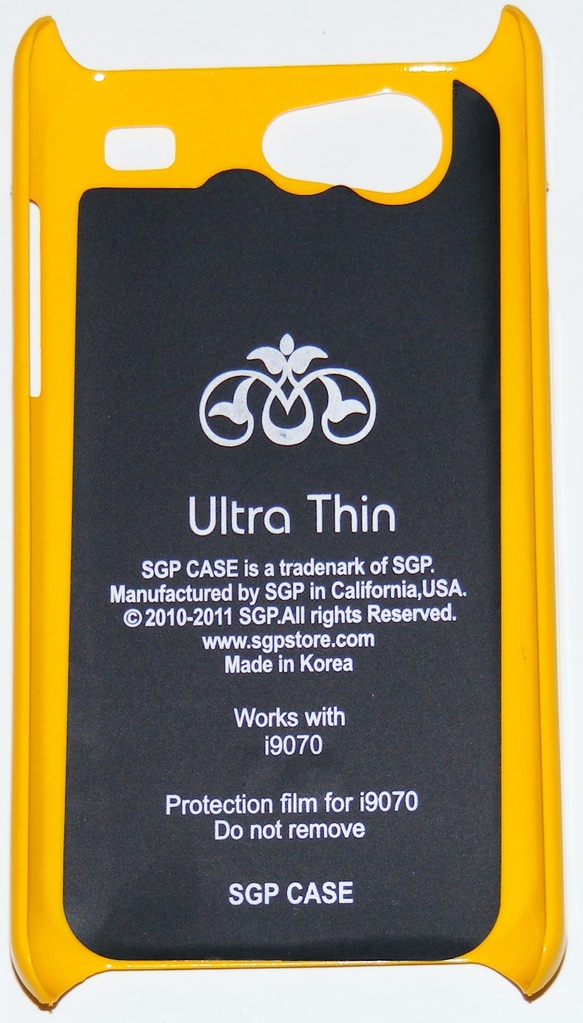 Ultra Thin
SGP CASE is a tradenark of SGP.
Manufactured by SGP in California,USA.
© 2010-2011 SGP.All rights Reserved.
www.sgpstore.com
Made in Korea
Works with
i9070
Protection film for i9070
Do not remove
SGP CASE